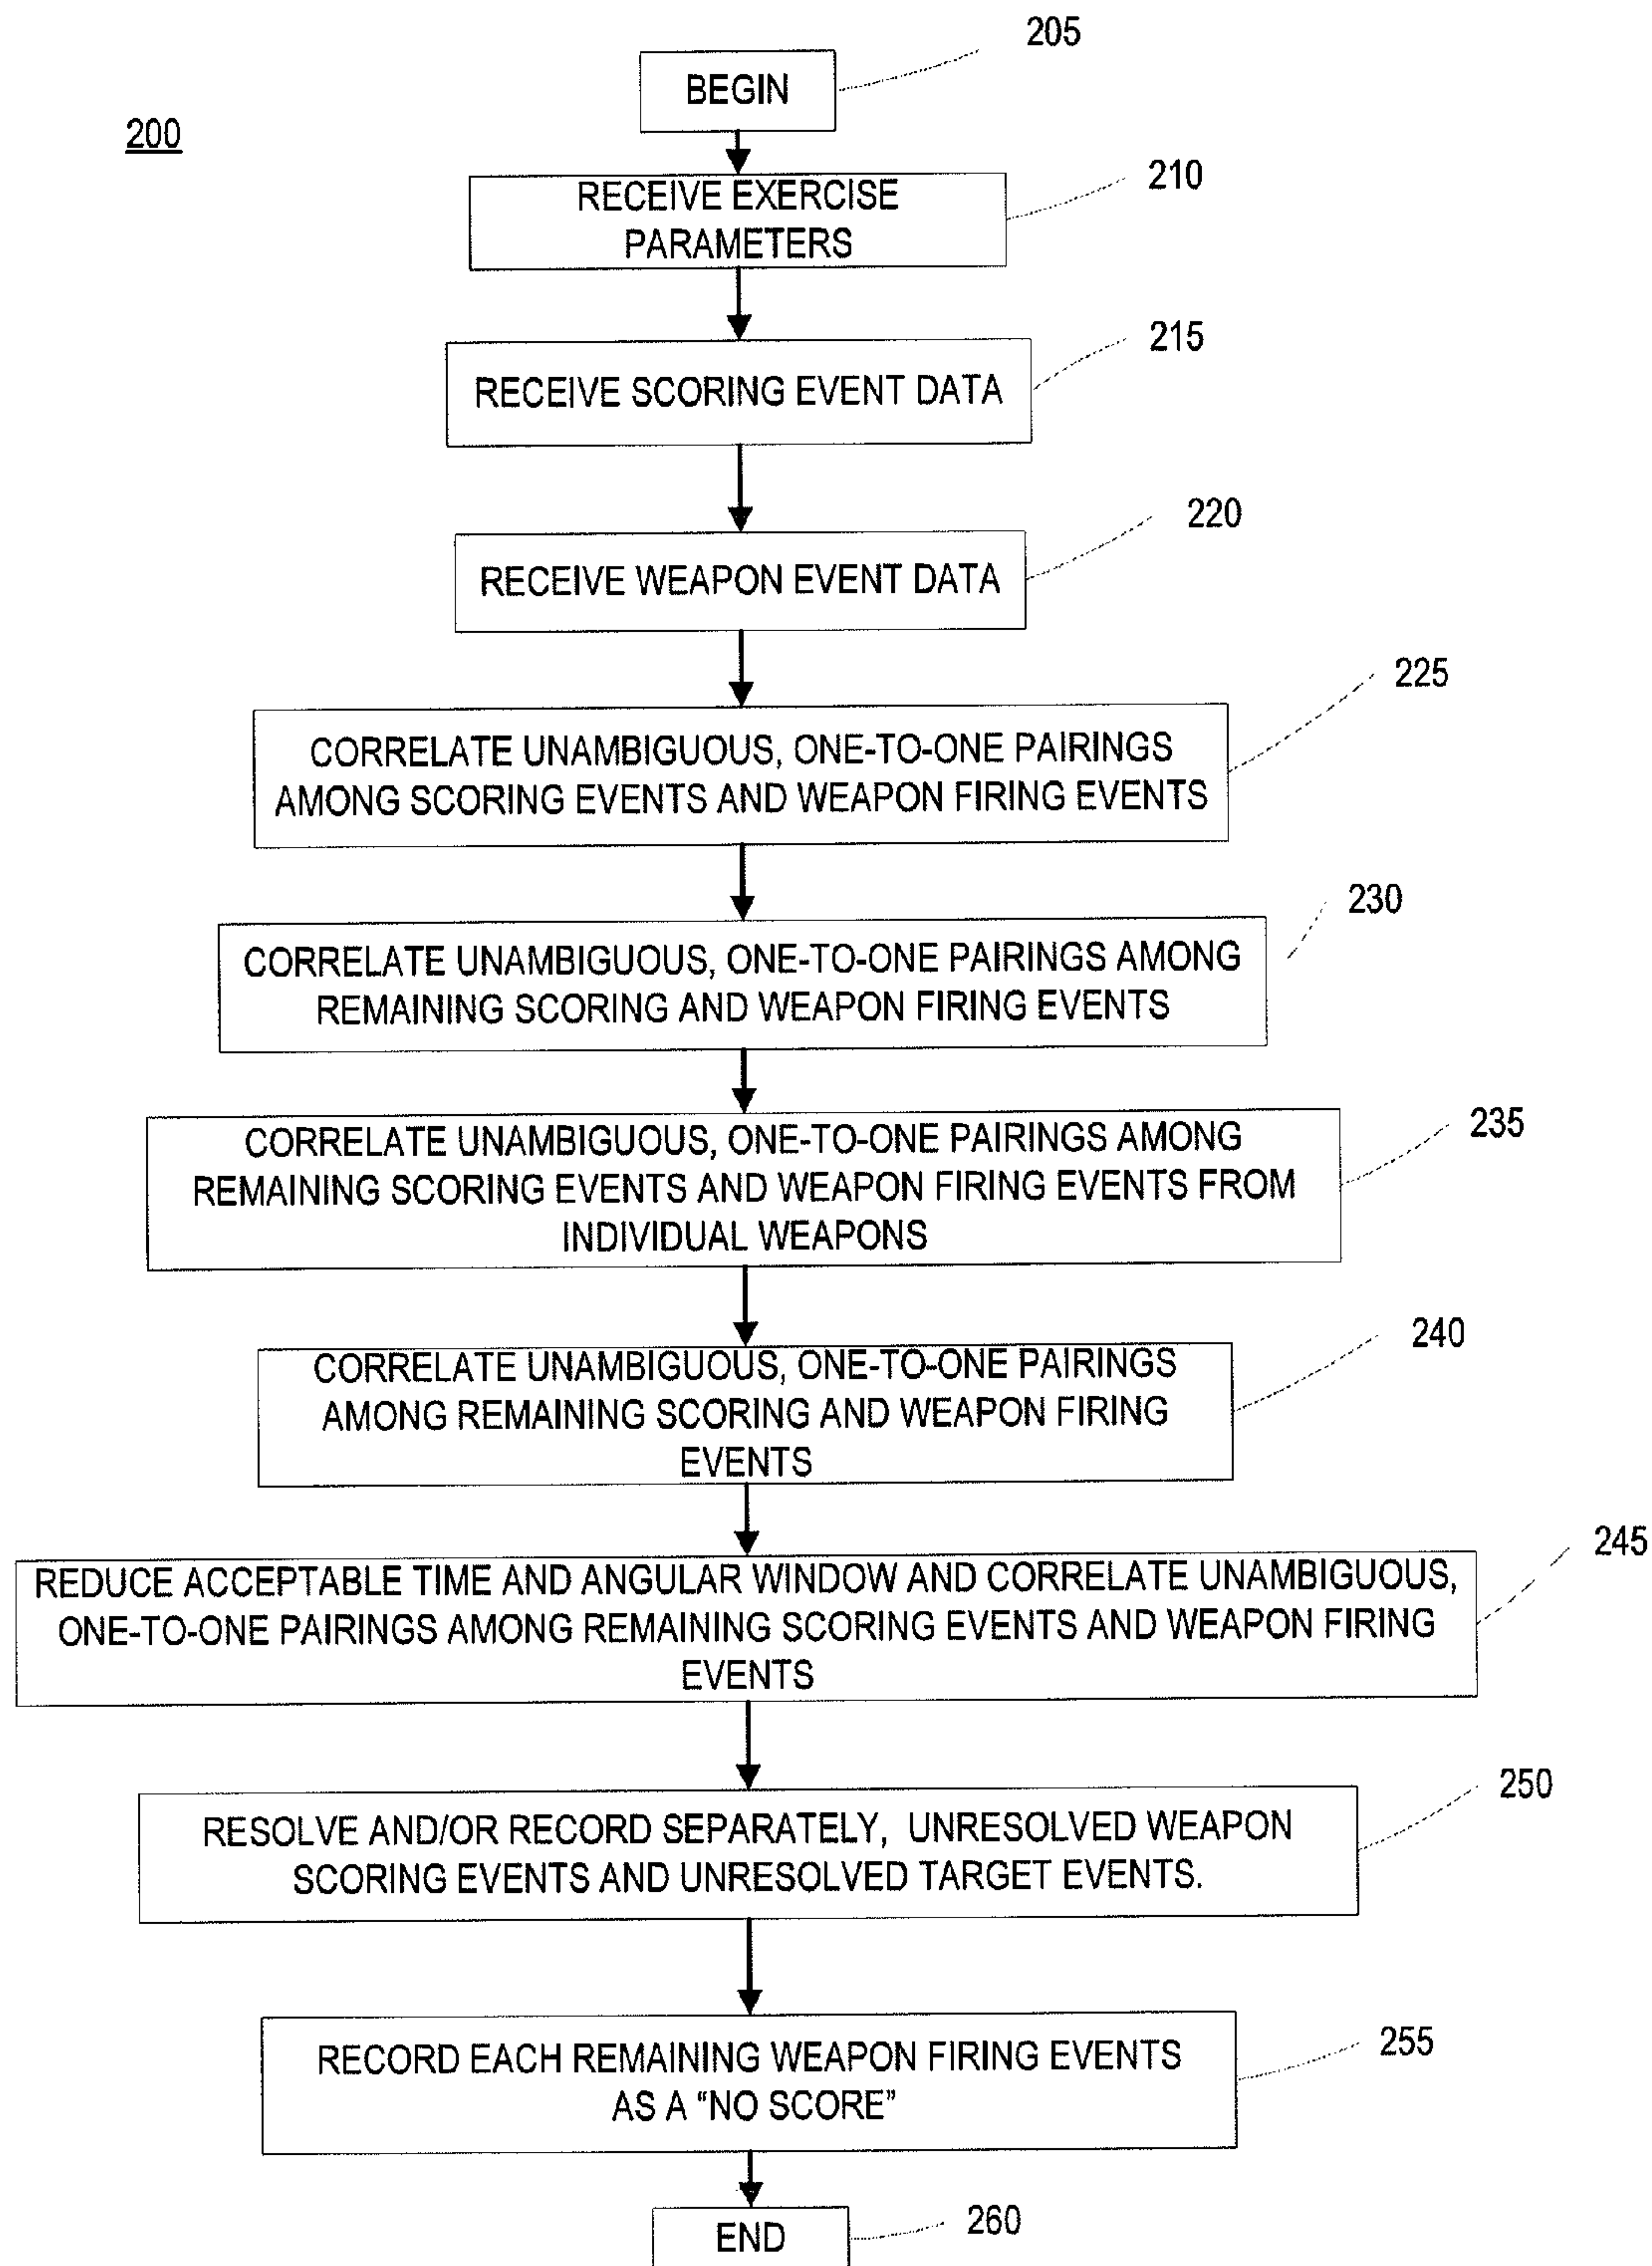 205
BEGIN
200
210
RECEIVE EXERCISE
PARAMETERS
215
RECEIVE SCORING EVENT DATA
220
RECEIVE WEAPON EVENT DATA
225
CORRELATE UNAMBIGUOUS, ONE-TO-ONE PAIRINGS
AMONG SCORING EVENTS AND WEAPON FIRING EVENTS
230
CORRELATE UNAMBIGUOUS, ONE-TO-ONE PAIRINGS AMONG
REMAINING SCORING AND WEAPON FIRING EVENTS
235
CORRELATE UNAMBIGUOUS, ONE-TO-ONE PAIRINGS AMONG
REMAINING SCORING EVENTS AND WEAPON FIRING EVENTS FROM
INDIVIDUAL WEAPONS
240
CORRELATE UNAMBIGUOUS, ONE-TO-ONE PAIRINGS
AMONG REMAINING SCORING AND WEAPON FIRING
EVENTS
245
REDUCE ACCEPTABLE TIME AND ANGULAR WINDOW AND CORRELATE UNAMBIGUOUS,
ONE-TO-ONE PAIRINGS AMONG REMAINING SCORING EVENTS AND WEAPON FIRING
EVENTS
250
RESOLVE AND/OR RECORD SEPARATELY, UNRESOLVED WEAPON
SCORING EVENTS AND UNRESOLVED TARGET EVENTS.
255
RECORD EACH REMAINING WEAPON FIRING EVENTS
AS A “NO SCORE”
END
260